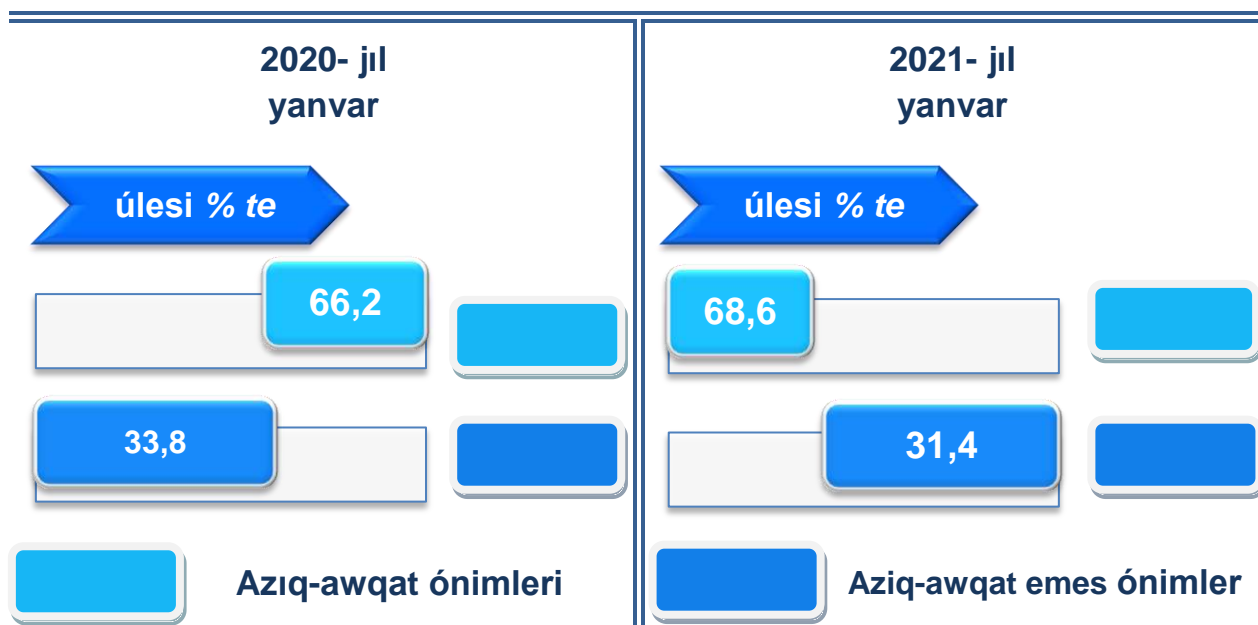 2020- jıl
yanvar
úlesi % te
66,2
33,8
2021- jıl
yanvar
úlesi % te
68,6
31,4
Azıq-awqat ónimleri
Aziq-awqat emes ónimler